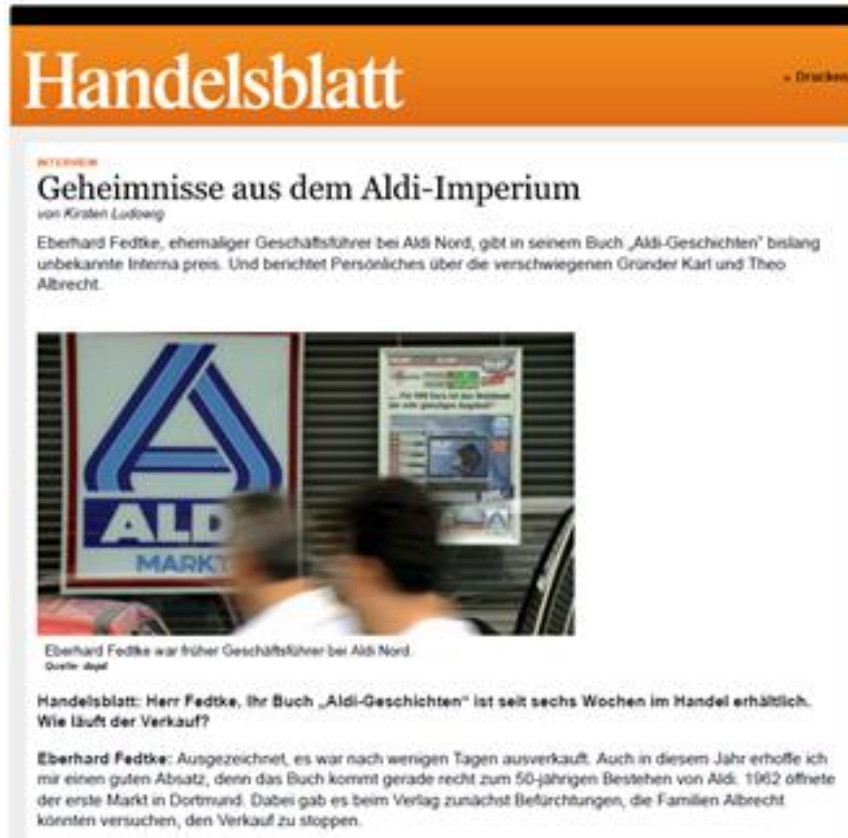 Handelsblatt
» Drucken
INTERVIEW
Geheimnisse aus dem Aldi-Imperium
von Kirsten Ludowig
Eberhard Fedtke, ehemaliger Geschäftsführer bei Aldi Nord, gibt in seinem Buch „Aldi-Geschichten“ bislang
unbekannte Interna preis. Und berichtet Persönliches über die verschwiegenen Gründer Karl und Theo
Albrecht.
ALD
MARKT
Eberhard Fedtke war früher Geschäftsführer bei Aldi Nord.
Quelle: dapd
Handelsblatt: Herr Fedtke, Ihr Buch „Aldi-Geschichten“ ist seit sechs Wochen im Handel erhältlich.
Wie läuft der Verkauf?
Eberhard Fedtke: Ausgezeichnet, es war nach wenigen Tagen ausverkauft. Auch in diesem Jahr erhoffe ich
mir einen guten Absatz, denn das Buch kommt gerade recht zum 50-jährigen Bestehen von Aldi. 1962 öffnete
der erste Markt in Dortmund. Dabei gab es beim Verlag zunächst Befürchtungen, die Familien Albrecht
könnten versuchen, den Verkauf zu stoppen.